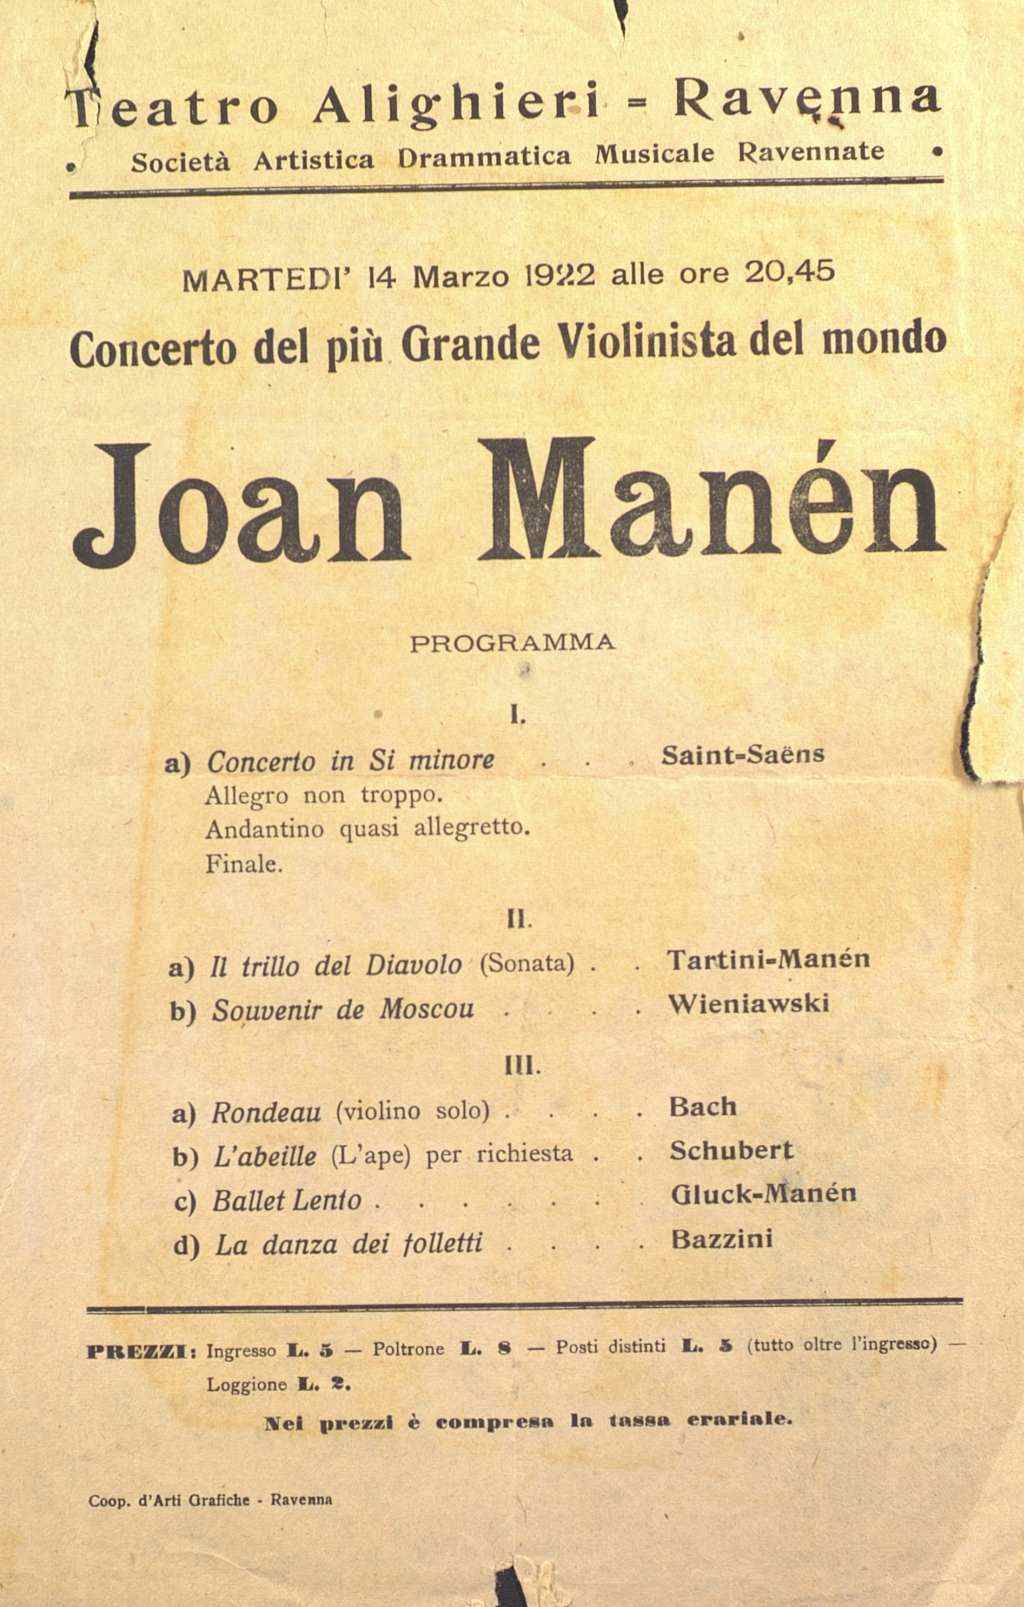 Teatro Alighieri = Ravenna
• Società Artistica Drammatica Musicale Ravennate •
MARTEDI' 14 Marzo 1922 alle ore 20,45
Concerto del più Grande Violinista del mondo
Joan Manén
PROGRAMMA
I.
a) Concerto in Si minore . . . Saint=Saëns
Allegro non troppo.
Andantino quasi allegretto.
Finale.
II.
a) Il trillo del Diavolo (Sonata) . . Tartini=Manén
b) Souvenir de Moscou . . . . Wieniawski
III.
a) Rondeau (violino solo) . . . . Bach
b) L'abeille (L'ape) per richiesta . . Schubert
c) Ballet Lento . . . . . . . Gluck=Manén
d) La danza dei folletti . . . . Bazzini
PREZZI: Ingresso L. 5 — Poltrone L. 8 — Posti distinti L. 5 (tutto oltre l'ingresso) —
Loggione L. 2.
Nei prezzi è compresa la tassa erariale.
Coop. d'Arti Grafiche - Ravenna